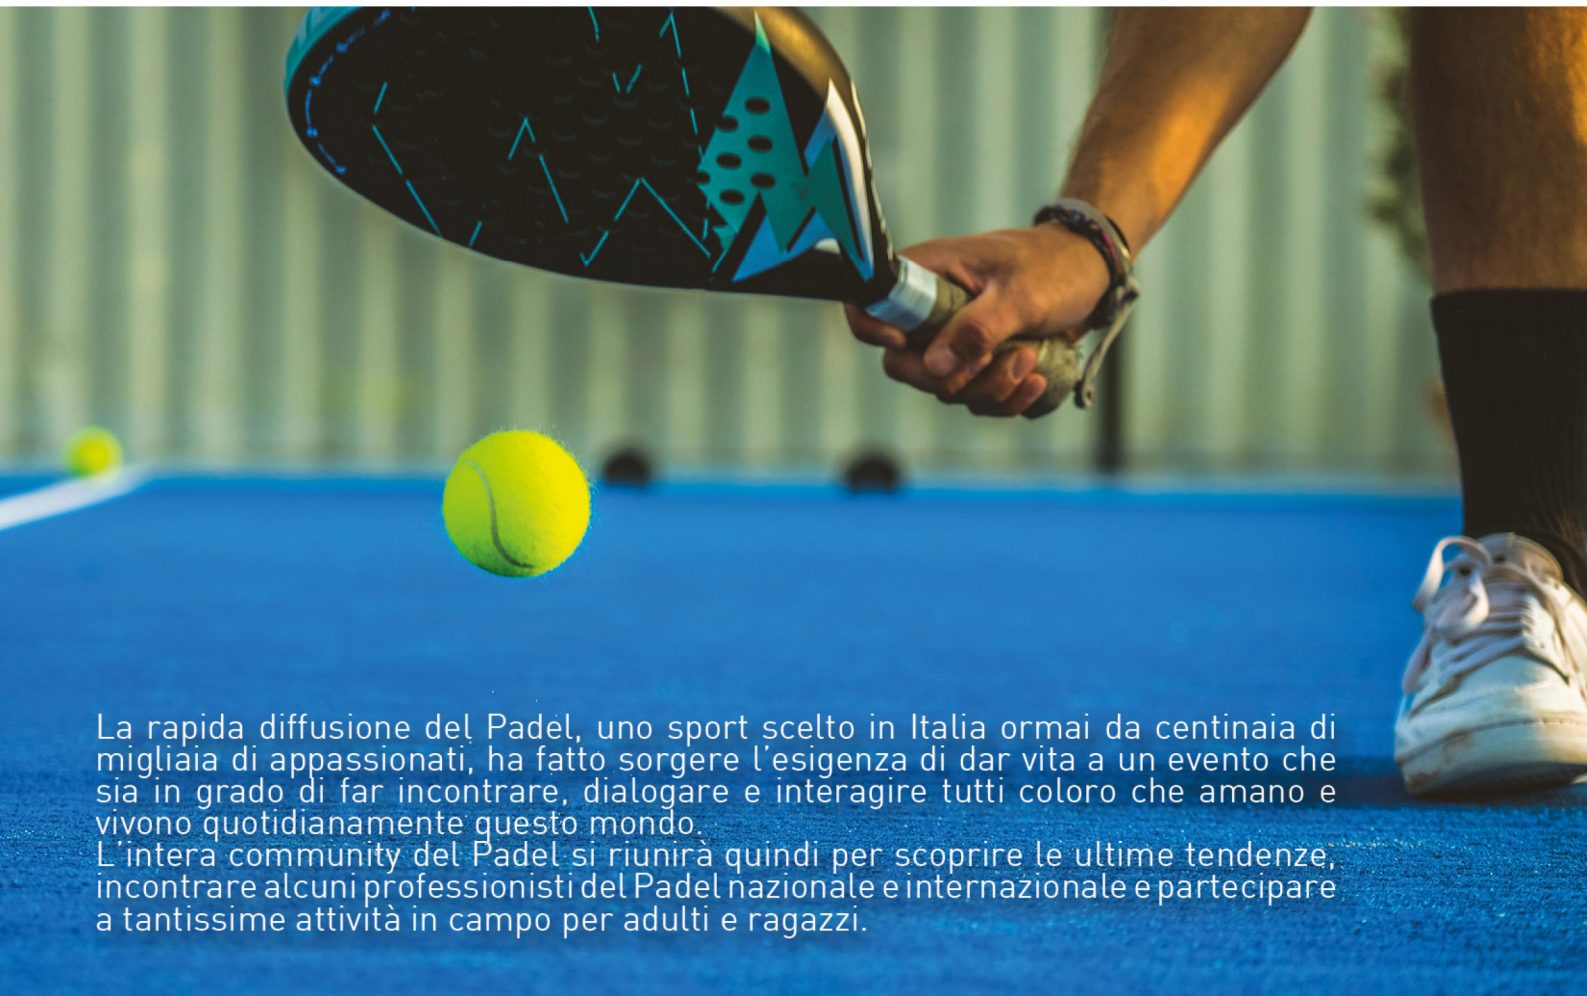 La rapida diffusione del Padel, uno sport scelto in Italia ormai da centinaia di
migliaia di appassionati, ha fatto sorgere l'esigenza di dar vita a un evento che
sia in grado di far incontrare, dialogare e interagire tutti coloro che amano e
vivono quotidianamente questo mondo.
L'intera community del Padel si riunirà quindi per scoprire le ultime tendenze,
incontrare alcuni professionisti del Padel nazionale e internazionale e partecipare
a tantissime attività in campo per adulti e ragazzi.